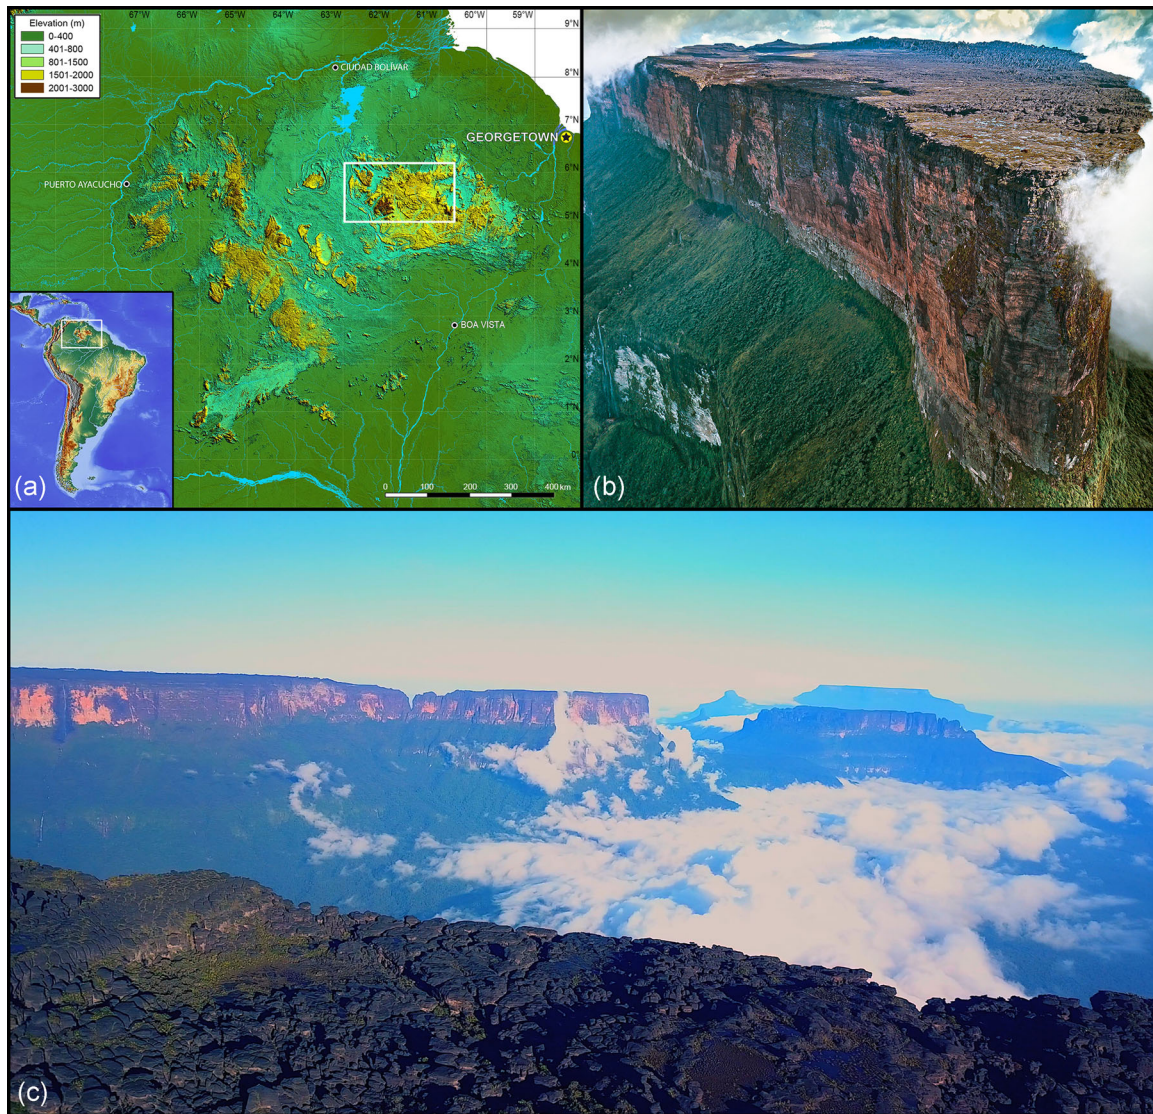 Elevation (m)
0-400
401-800
801-1500
1501-2000
2001-3000
67°W 66°W 65°W 64°W 63°W 62°W 61°W 60°W 59°W
9°N
8°N
7°N
6°N
5°N
4°N
3°N
2°N
1°N
0°
CIUDAD BOLÍVAR
GEORGETOWN
PUERTO AYACUCHO
BOA VISTA
0 100 200 300 400 km
(a)
(b)
(c)